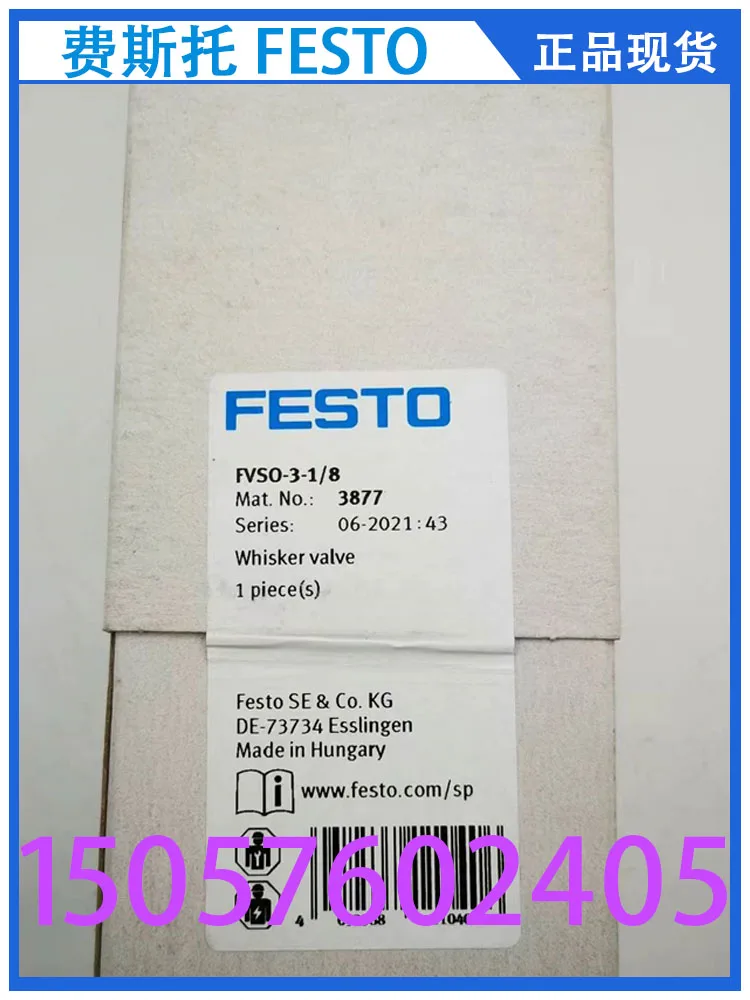 费斯托 FESTO 正品现货
FESTO
FVSO-3-1/8
Mat. No.: 3877
Series: 06-2021:43
Whisker valve
1 piece(s)
Festo SE & Co. KG
DE-73734 Esslingen
Made in Hungary
www.festo.com/sp
15057602405
4